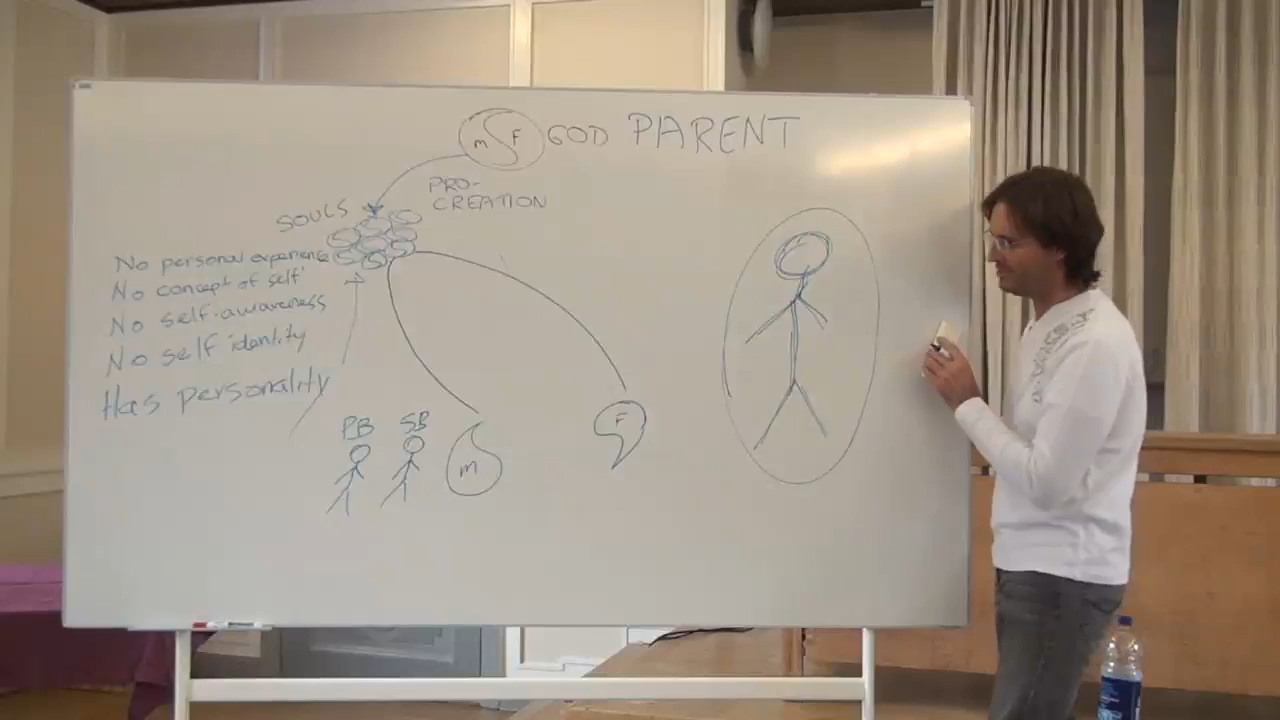 m F GOD PARENT
PRO-
CREATION
SOULS
No personal experience
No concept of self
No self-awareness
No self identity
Has personality
PB SB
m
F